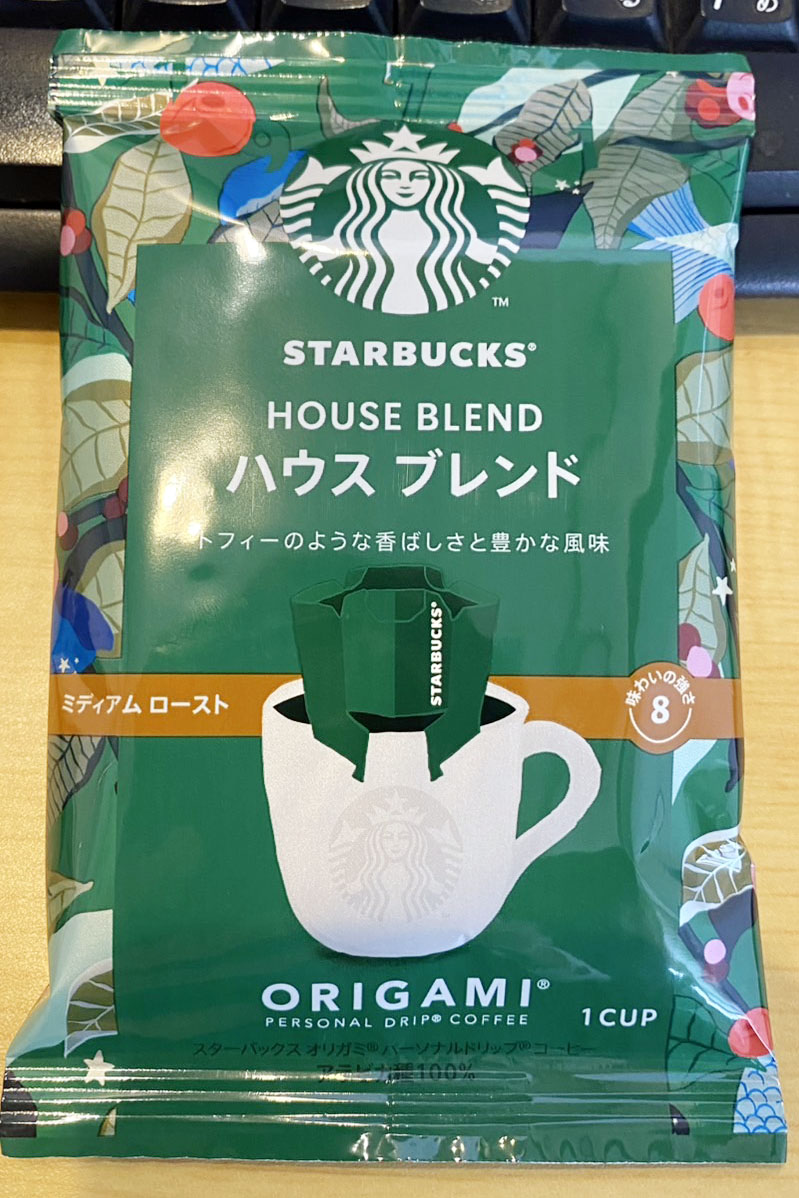 STARBUCKS®
HOUSE BLEND
ハウス ブレンド
トフィーのような香ばしさと豊かな風味
STARBUCKS®
ミディアム ロースト
味わいの強さ
8
ORIGAMI®
PERSONAL DRIP® COFFEE
1 CUP
スターバックス オリガミ® パーソナルドリップ® コーヒー
アラビカ種100%